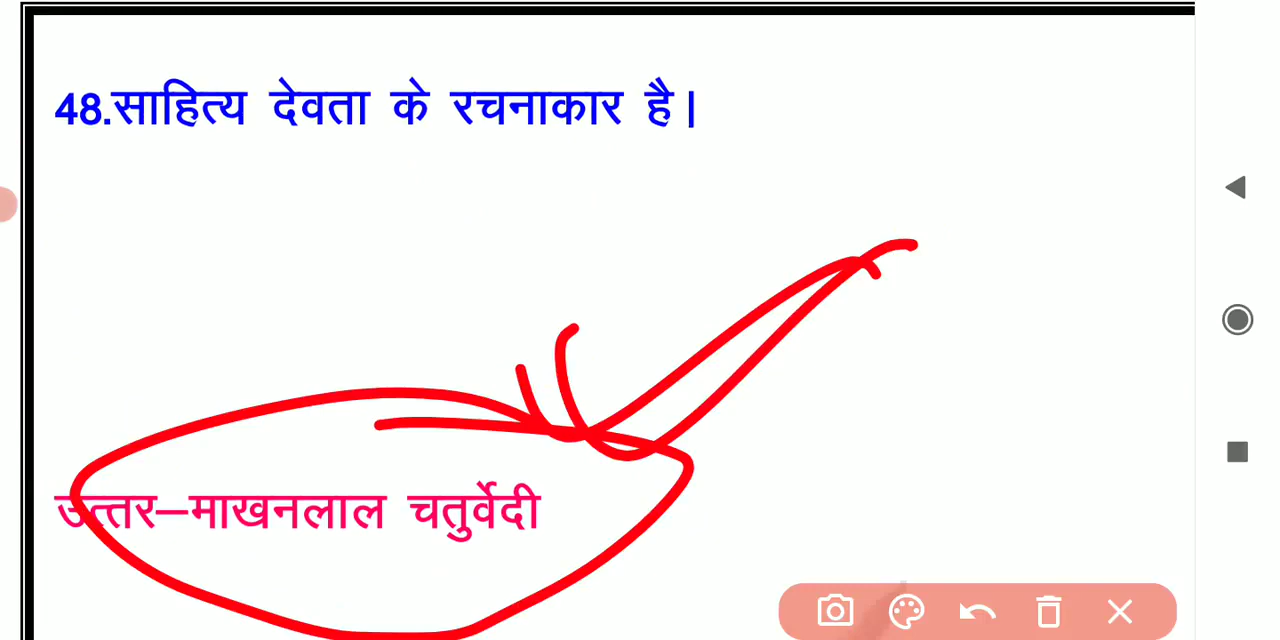 48.साहित्य देवता के रचनाकार है।
उत्तर–माखनलाल चतुर्वेदी